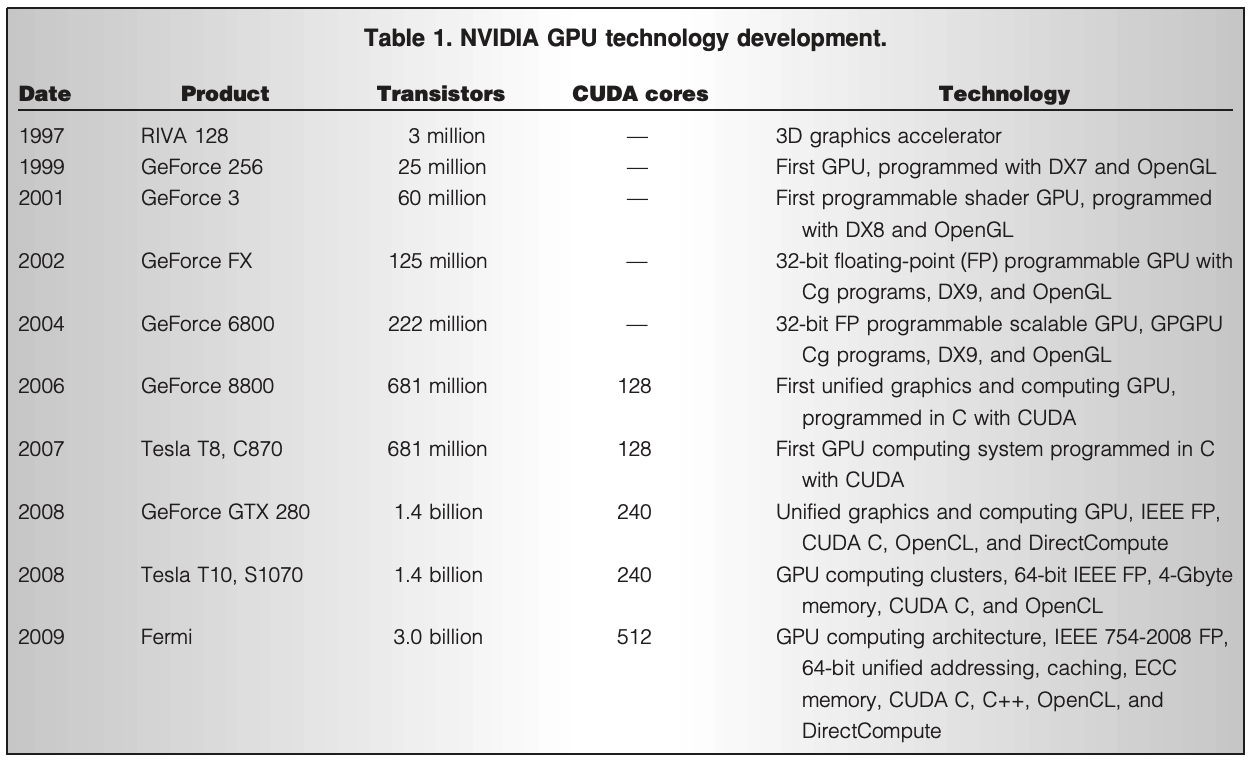 Table 1. NVIDIA GPU technology development.
Date Product Transistors CUDA cores Technology
1997 RIVA 128 3 million — 3D graphics accelerator
1999 GeForce 256 25 million — First GPU, programmed with DX7 and OpenGL
2001 GeForce 3 60 million — First programmable shader GPU, programmed
with DX8 and OpenGL
2002 GeForce FX 125 million — 32-bit floating-point (FP) programmable GPU with
Cg programs, DX9, and OpenGL
2004 GeForce 6800 222 million — 32-bit FP programmable scalable GPU, GPGPU
Cg programs, DX9, and OpenGL
2006 GeForce 8800 681 million 128 First unified graphics and computing GPU,
programmed in C with CUDA
2007 Tesla T8, C870 681 million 128 First GPU computing system programmed in C
with CUDA
2008 GeForce GTX 280 1.4 billion 240 Unified graphics and computing GPU, IEEE FP,
CUDA C, OpenCL, and DirectCompute
2008 Tesla T10, S1070 1.4 billion 240 GPU computing clusters, 64-bit IEEE FP, 4-Gbyte
memory, CUDA C, and OpenCL
2009 Fermi 3.0 billion 512 GPU computing architecture, IEEE 754-2008 FP,
64-bit unified addressing, caching, ECC
memory, CUDA C, C++, OpenCL, and
DirectCompute